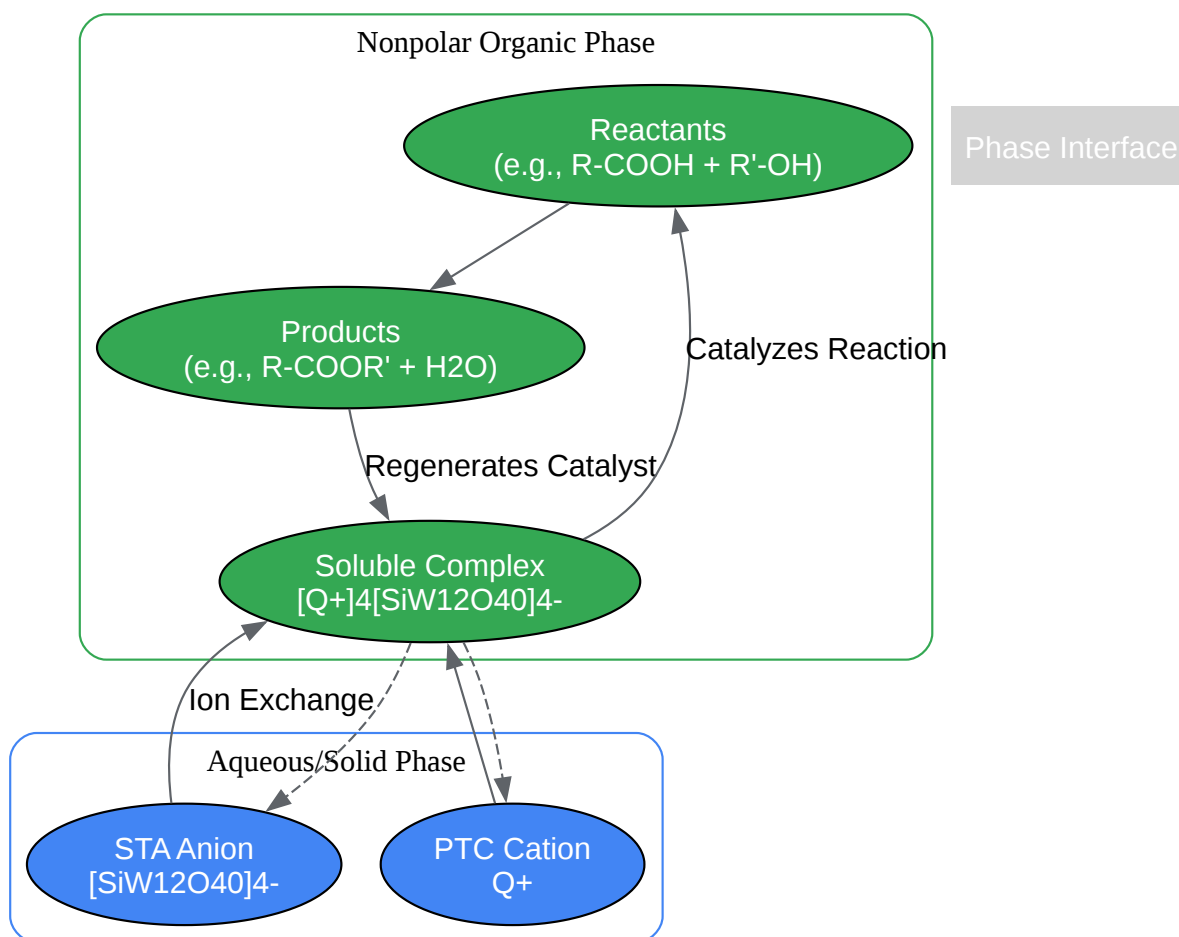 Nonpolar Organic Phase
Reactants
(e.g., R-COOH + R'-OH)
Phase Interface
Products
(e.g., R-COOR' + H2O)
Catalyzes Reaction
Regenerates Catalyst
Soluble Complex
[Q+]4[SiW12O40]4-
Ion Exchange
Aqueous/Solid Phase
STA Anion
[SiW12O40]4-
PTC Cation
Q+